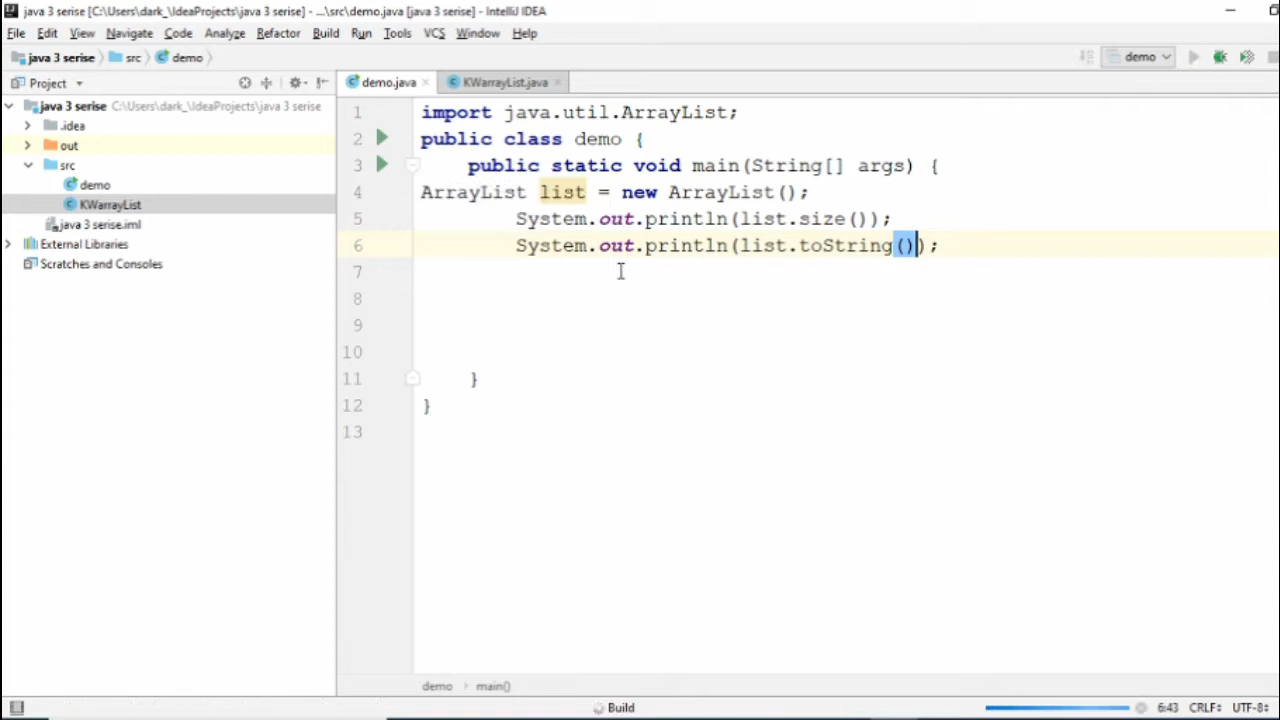 java 3 serise [C:\Users\dark_\IdeaProjects\java 3 serise] - ...\src\demo.java [java 3 serise] - IntelliJ IDEA
File Edit View Navigate Code Analyze Refactor Build Run Tools VCS Window Help
java 3 serise src demo demo
Project demo.java KWarrayList.java
java 3 serise C:\Users\dark_\IdeaProjects\java 3 serise
.idea
out
src
demo
KWarrayList
java 3 serise.iml
External Libraries
Scratches and Consoles
1 import java.util.ArrayList;
2 public class demo {
3 public static void main(String[] args) {
4 ArrayList list = new ArrayList();
5 System.out.println(list.size());
6 System.out.println(list.toString());
7
8
9
10
11 }
12 }
13
demo main()
Build 6:43 CRLF UTF-8